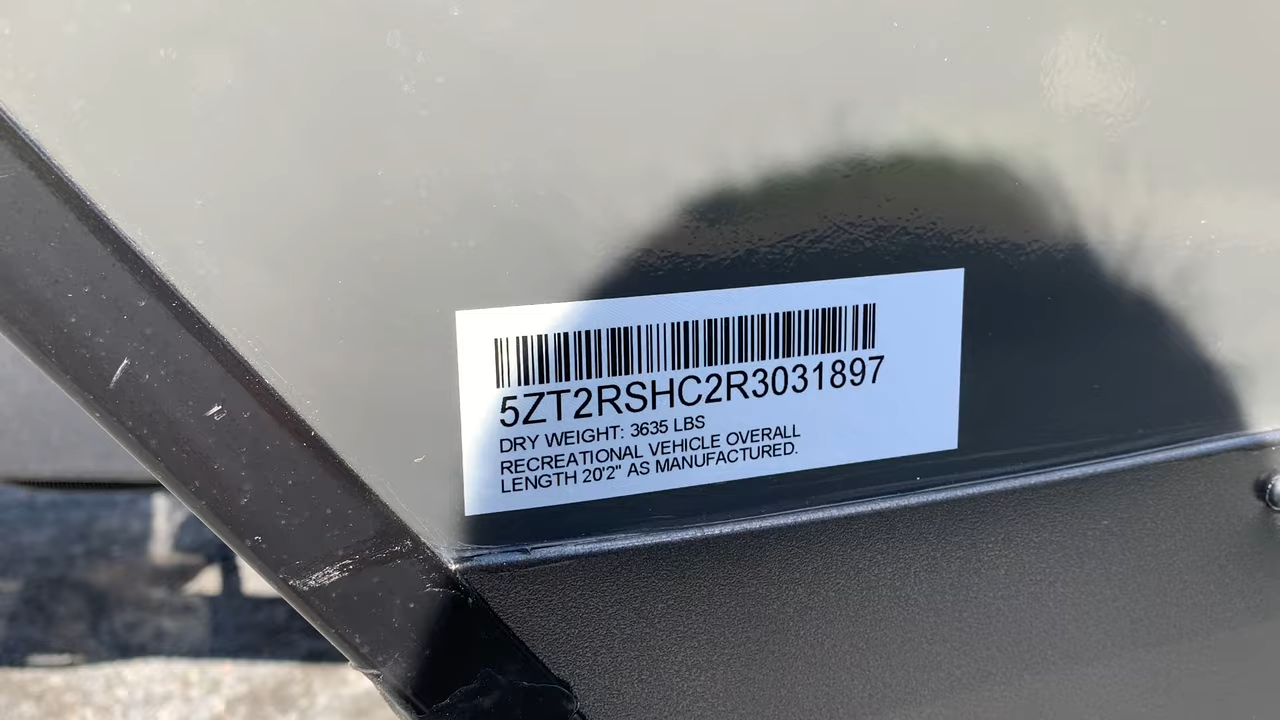 5ZT2RSHC2R3031897
DRY WEIGHT: 3635 LBS
RECREATIONAL VEHICLE OVERALL
LENGTH 20'2" AS MANUFACTURED.